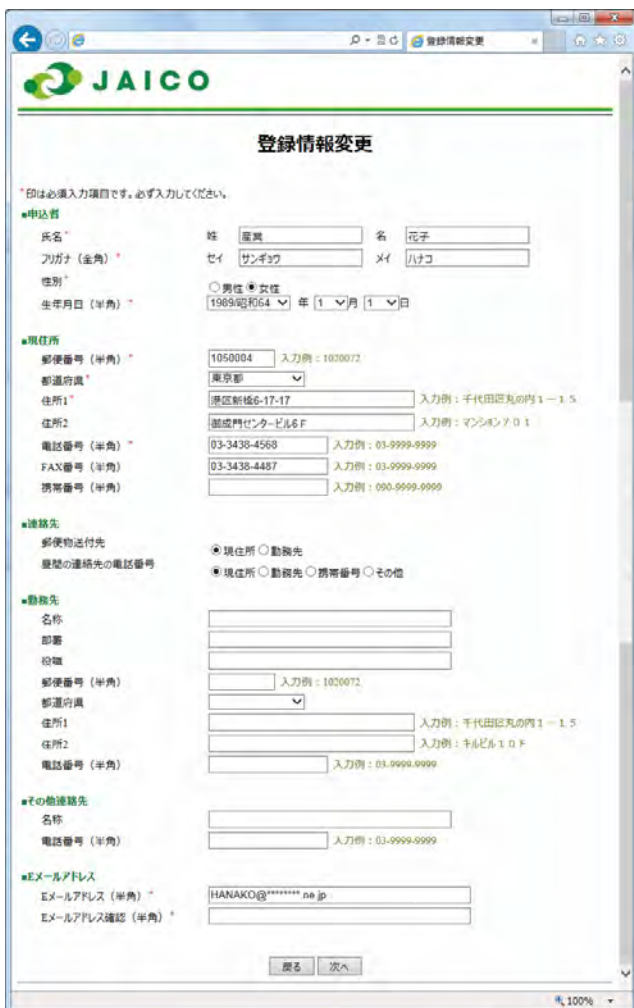 登録情報変更
JAICO
登録情報変更
*印は必須入力項目です。必ず入力してください。
■申込者
氏名* 姓 産業 名 花子
フリガナ（全角）* セイ サンギョウ メイ ハナコ
性別* 男性 女性
生年月日（半角）* 1989/昭和64 年 1 月 1 日
■現住所
郵便番号（半角）* 1050004 入力例：1020072
都道府県* 東京都
住所1* 港区新橋6-17-17 入力例：千代田区丸の内1－15
住所2 御成門センタービル6F 入力例：マンション701
電話番号（半角）* 03-3438-4568 入力例：03-9999-9999
FAX番号（半角） 03-3438-4487 入力例：03-9999-9999
携帯番号（半角） 入力例：090-9999-9999
■連絡先
郵便物送付先 現住所 勤務先
昼間の連絡先の電話番号 現住所 勤務先 携帯番号 その他
■勤務先
名称
部署
役職
郵便番号（半角） 入力例：1020072
都道府県
住所1 入力例：千代田区丸の内1－15
住所2 入力例：キルビル10F
電話番号（半角） 入力例：03-9999-9999
■その他連絡先
名称
電話番号（半角） 入力例：03-9999-9999
■Eメールアドレス
Eメールアドレス（半角）* HANAKO@********.ne.jp
Eメールアドレス確認（半角）*
戻る 次へ
100%